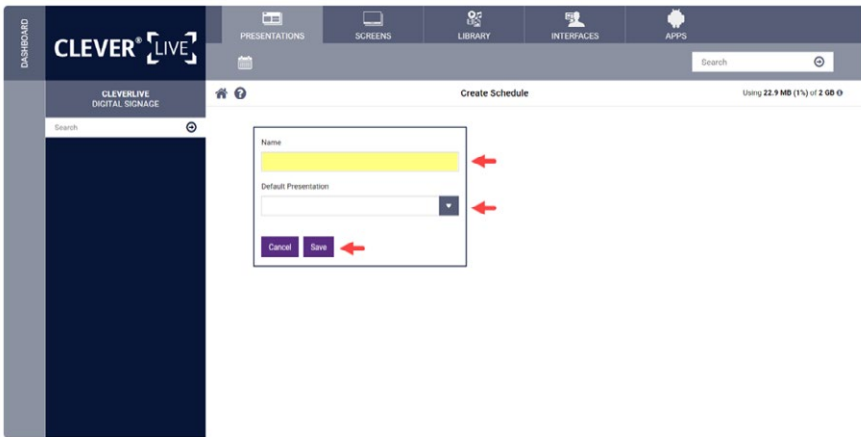 DASHBOARD
CLEVER® [LIVE]
PRESENTATIONS
SCREENS
LIBRARY
INTERFACES
APPS
Search
CLEVERLIVE
DIGITAL SIGNAGE
Search
Create Schedule
Using 22.9 MB (1%) of 2 GB
Name
Default Presentation
Cancel
Save